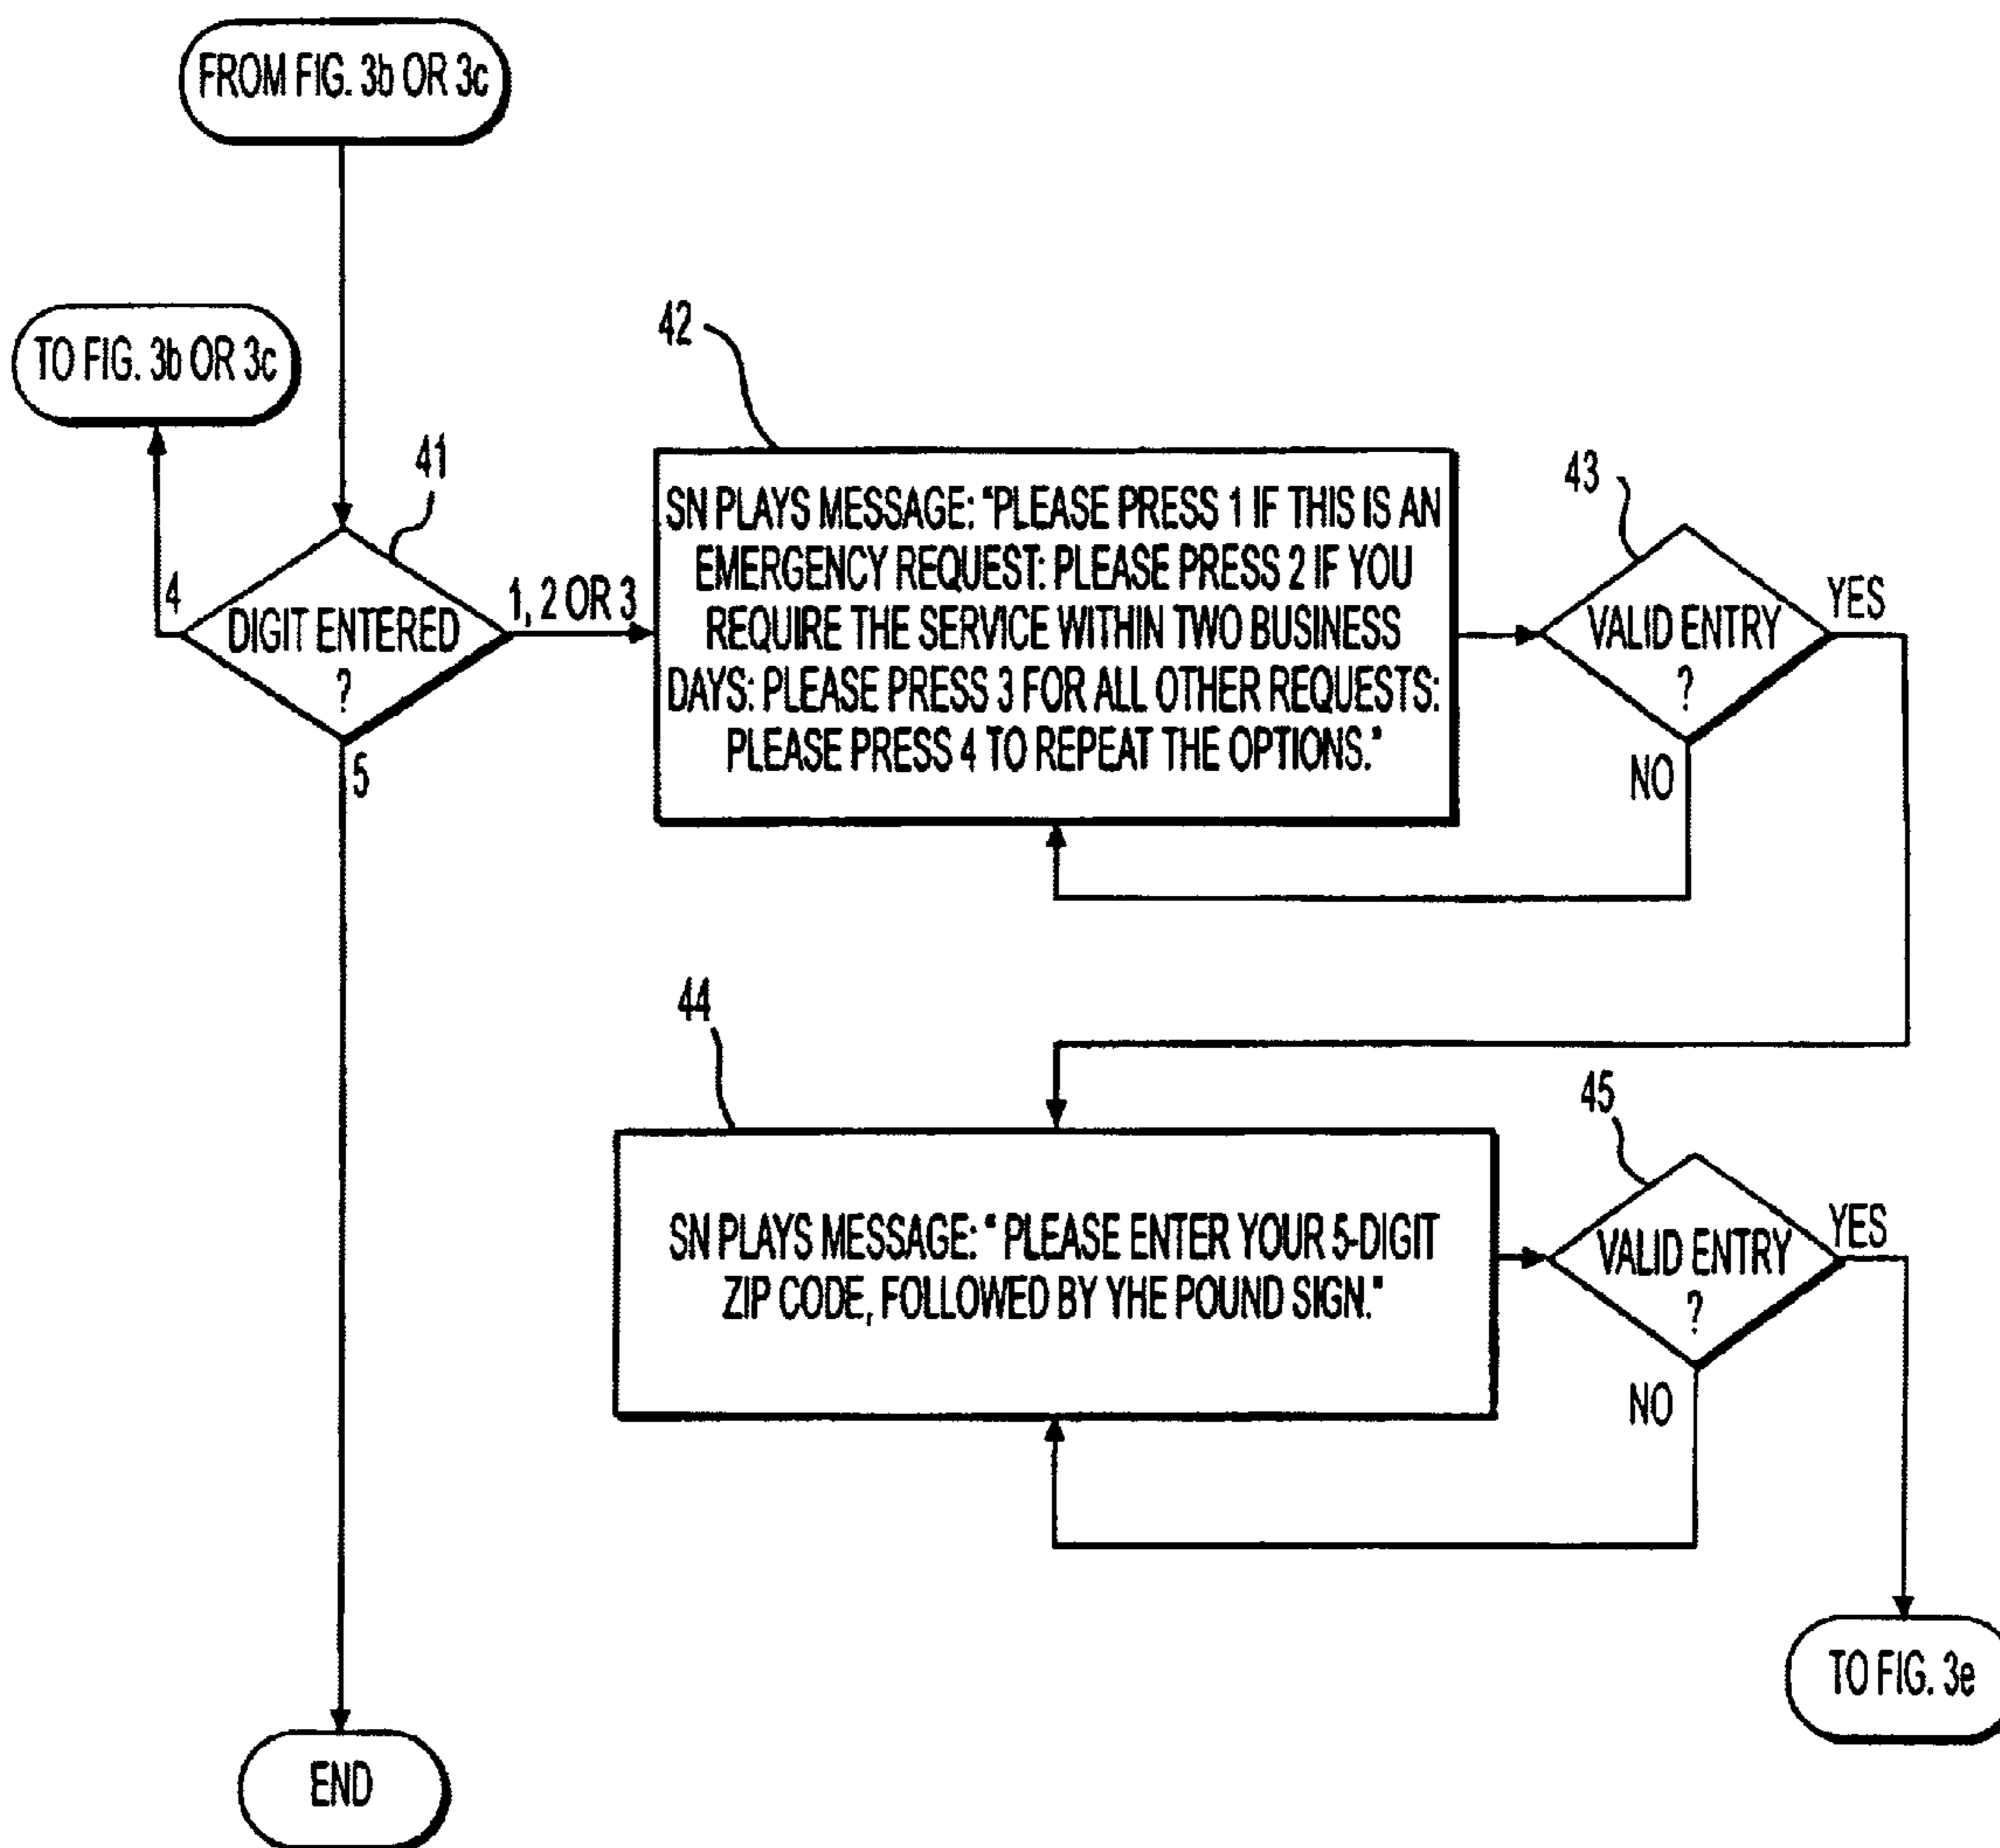 FROM FIG. 3b OR 3c
TO FIG. 3b OR 3c
41
4
DIGIT ENTERED
?
1, 2 OR 3
5
42
SN PLAYS MESSAGE: "PLEASE PRESS 1 IF THIS IS AN
EMERGENCY REQUEST: PLEASE PRESS 2 IF YOU
REQUIRE THE SERVICE WITHIN TWO BUSINESS
DAYS: PLEASE PRESS 3 FOR ALL OTHER REQUESTS:
PLEASE PRESS 4 TO REPEAT THE OPTIONS."
43
VALID ENTRY
?
YES
NO
44
SN PLAYS MESSAGE: " PLEASE ENTER YOUR 5-DIGIT
ZIP CODE, FOLLOWED BY YHE POUND SIGN."
45
VALID ENTRY
?
YES
NO
TO FIG. 3e
END